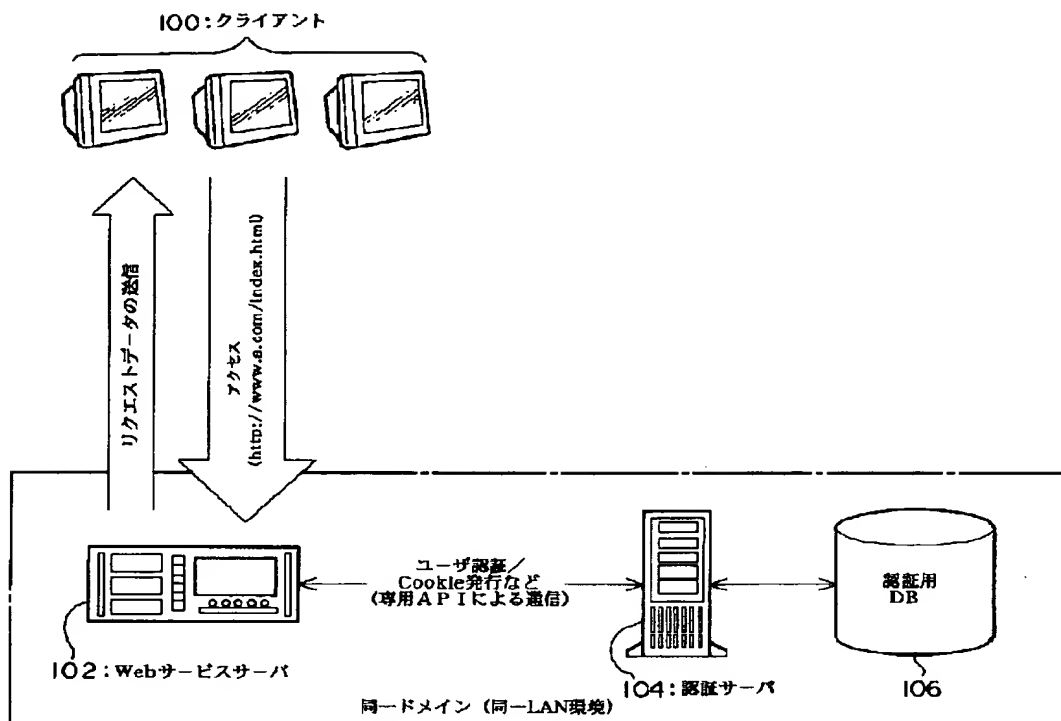 100:クライアント
リクエストデータの送信
アクセス
(http://www.a.com/index.html)
ユーザ認証/
Cookie発行など
(専用APIによる通信)
認証用
DB
102:Webサービスサーバ
104:認証サーバ
106
同一ドメイン(同一LAN環境)